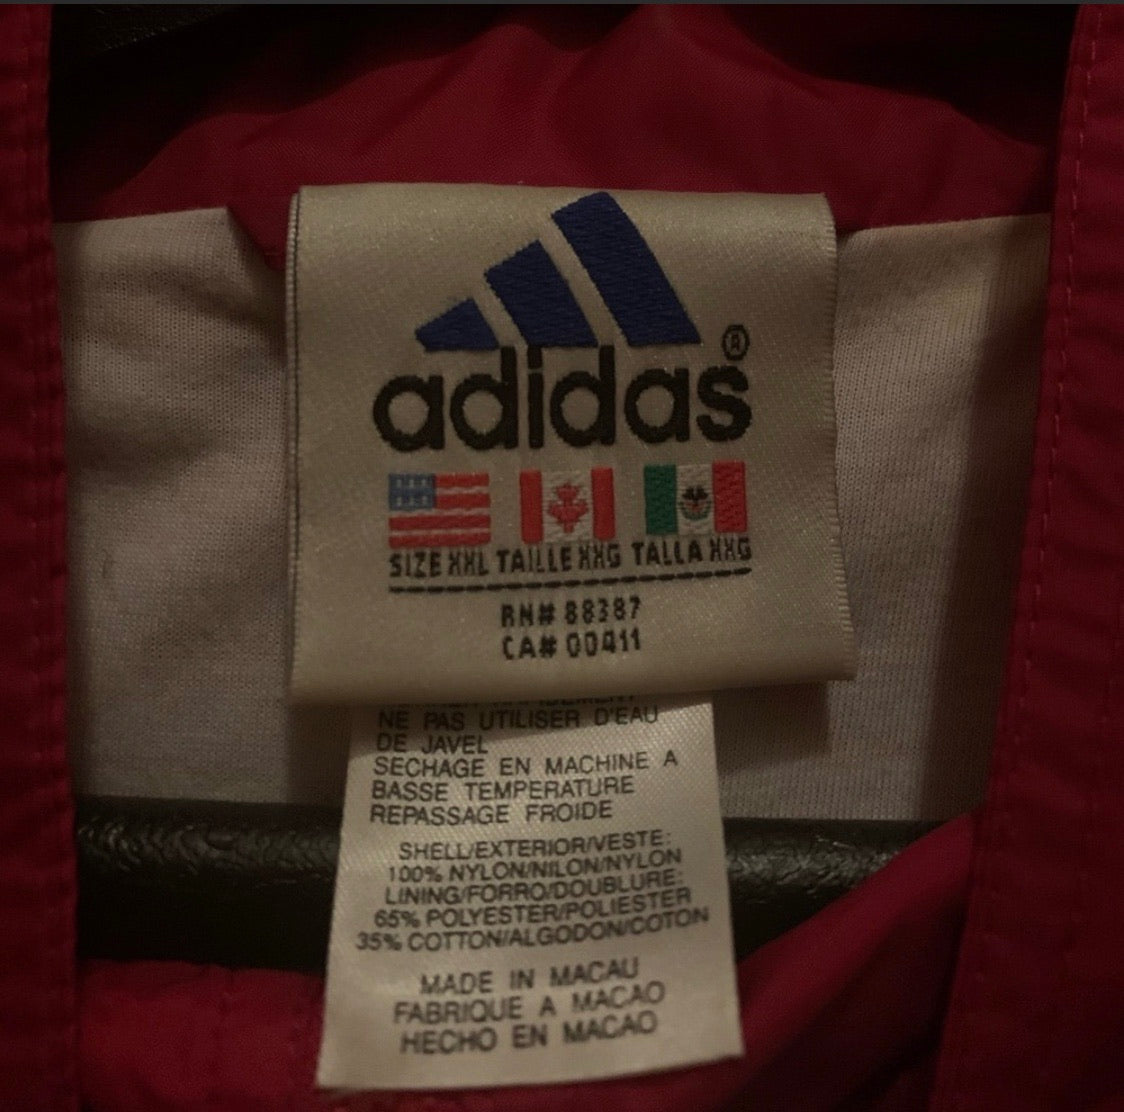 adidas®
SIZE XXL TAILLE XXG TALLA XXG
RN# 88387
CA# 00411
NE PAS UTILISER D'EAU
DE JAVEL
SECHAGE EN MACHINE A
BASSE TEMPERATURE
REPASSAGE FROIDE
SHELL/EXTERIOR/VESTE:
100% NYLON/NILON/NYLON
LINING/FORRO/DOUBLURE:
65% POLYESTER/POLIESTER
35% COTTON/ALGODON/COTON
MADE IN MACAU
FABRIQUE A MACAO
HECHO EN MACAO